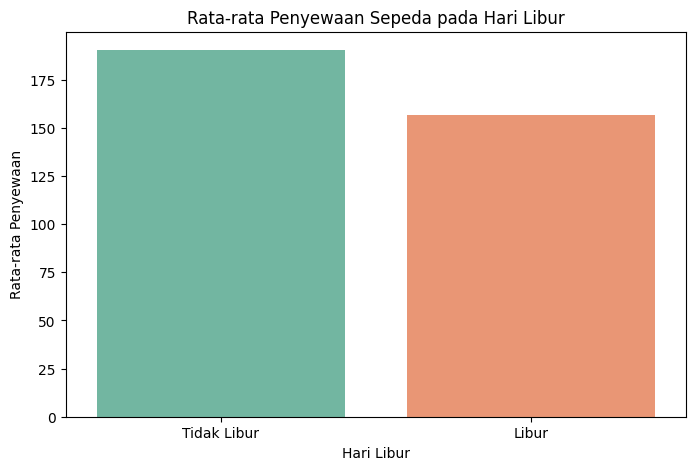 Rata-rata Penyewaan Sepeda pada Hari Libur
Rata-rata Penyewaan
175
150
125
100
75
50
25
0
Tidak Libur
Libur
Hari Libur